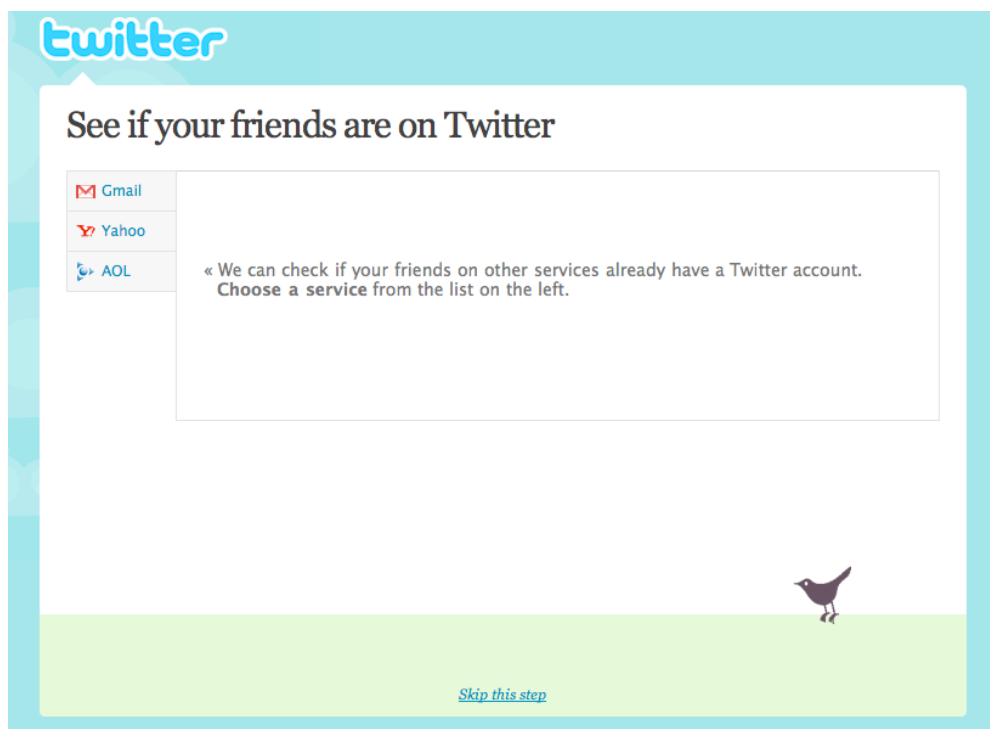 twitter
See if your friends are on Twitter
Gmail
Yahoo
AOL
« We can check if your friends on other services already have a Twitter account.
Choose a service from the list on the left.
Skip this step